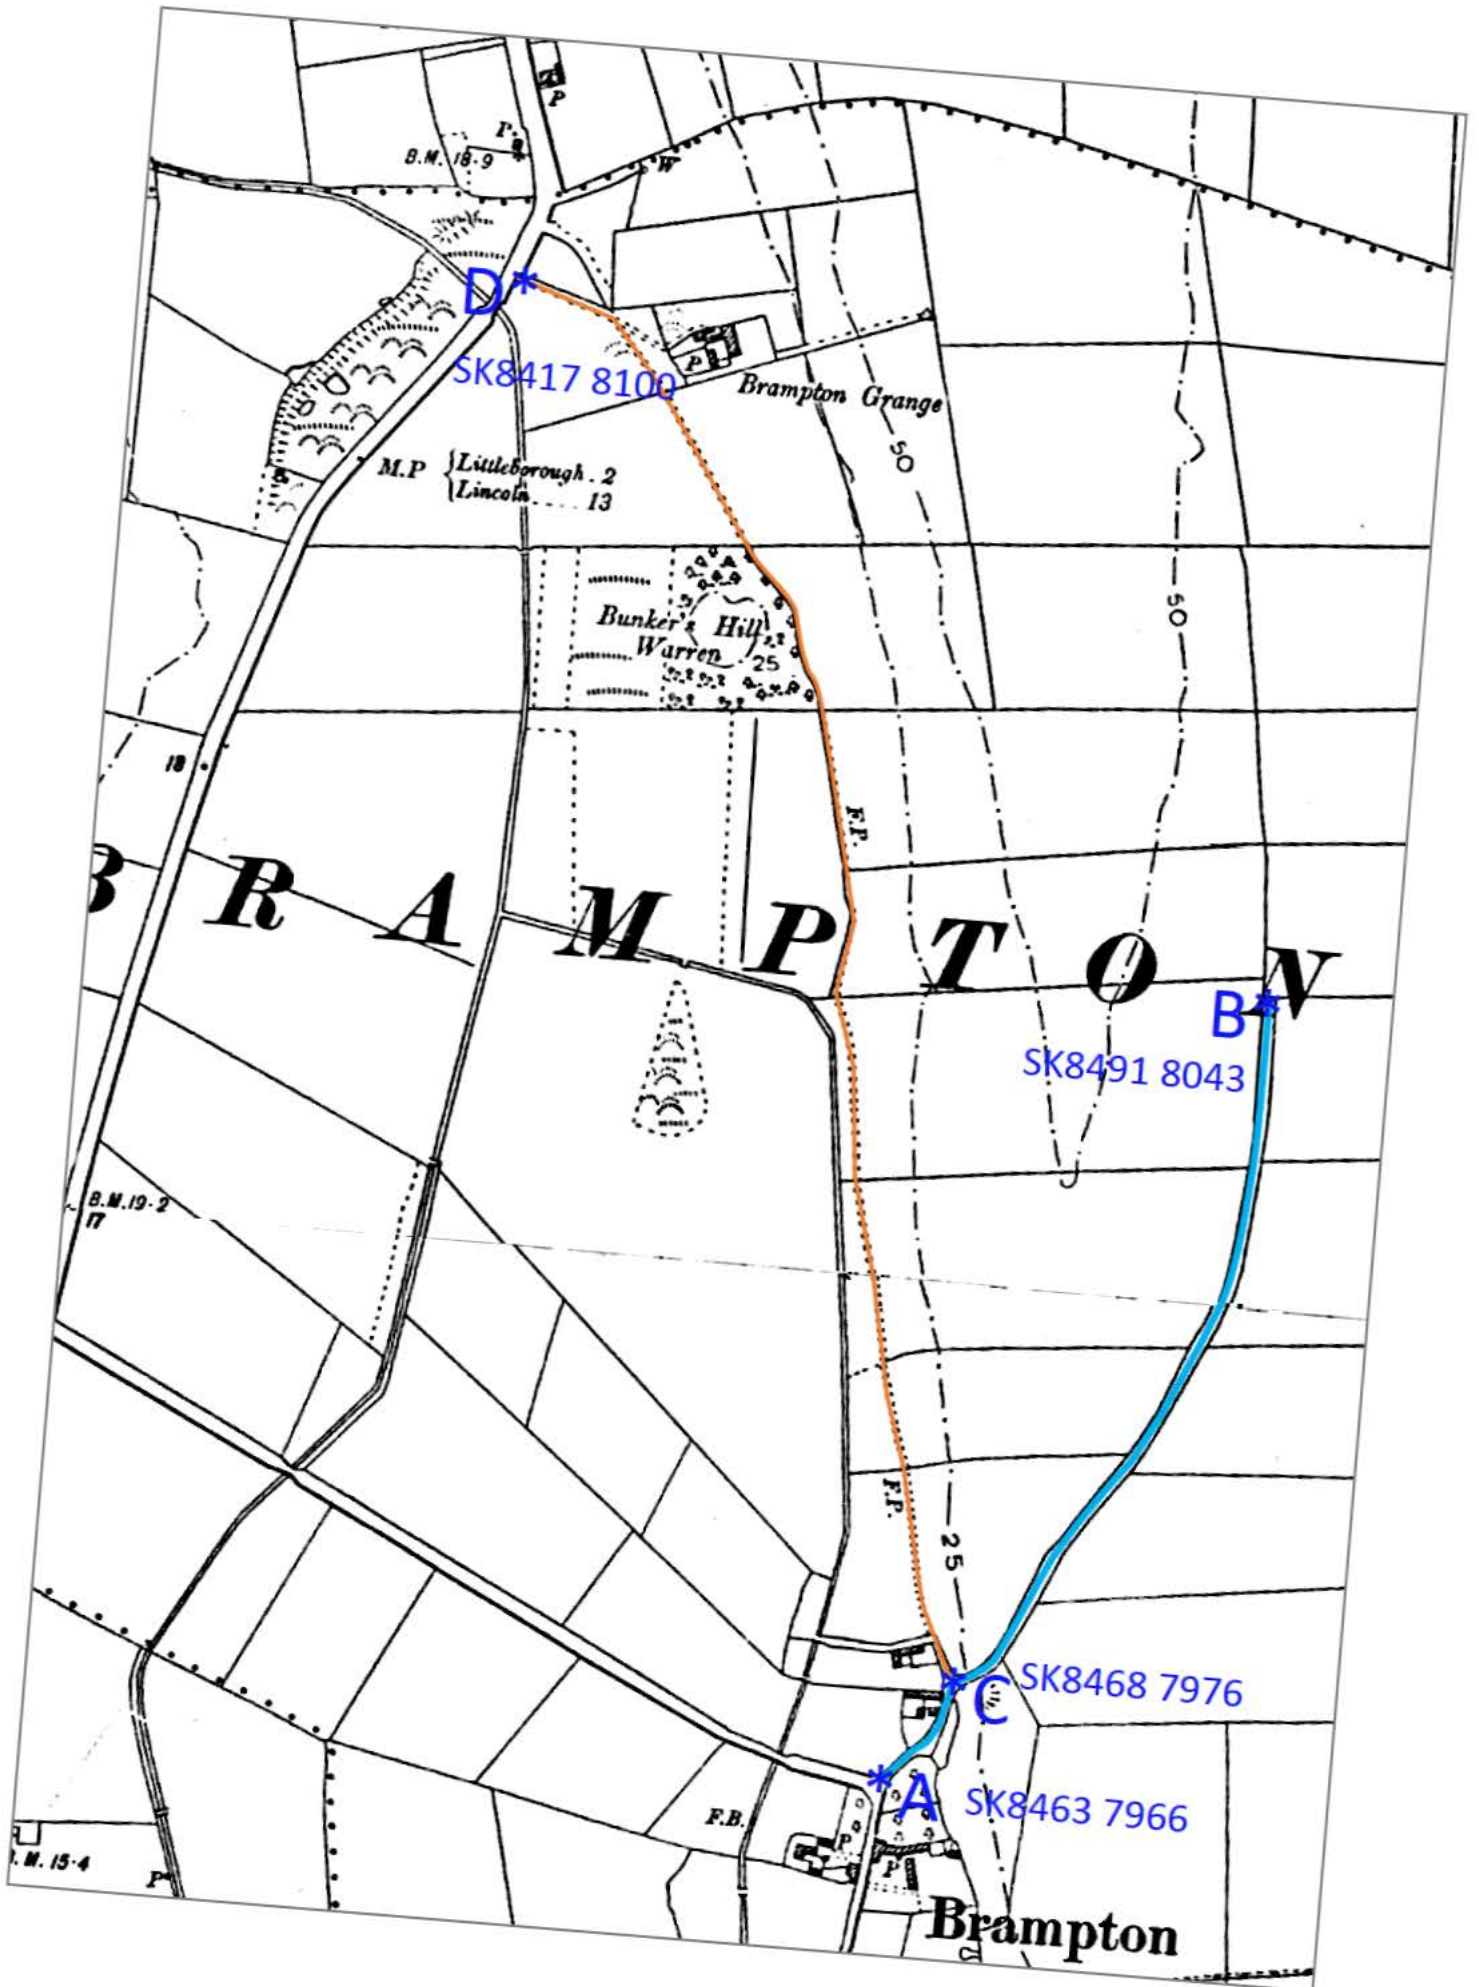 P
P
B.M. 18·9
W
D *
SK8417 8100
P
Brampton Grange
50
M.P { Littleborough . 2
Lincoln ..... 13
50
Bunker's Hill
Warren 25
18
F.P.
B R A M P T O N
B *
SK8491 8043
B.M.19·2
17
F.P.
25
* C SK8468 7976
* A SK8463 7966
F.B.
P
P
. M. 15·4
P
Brampton